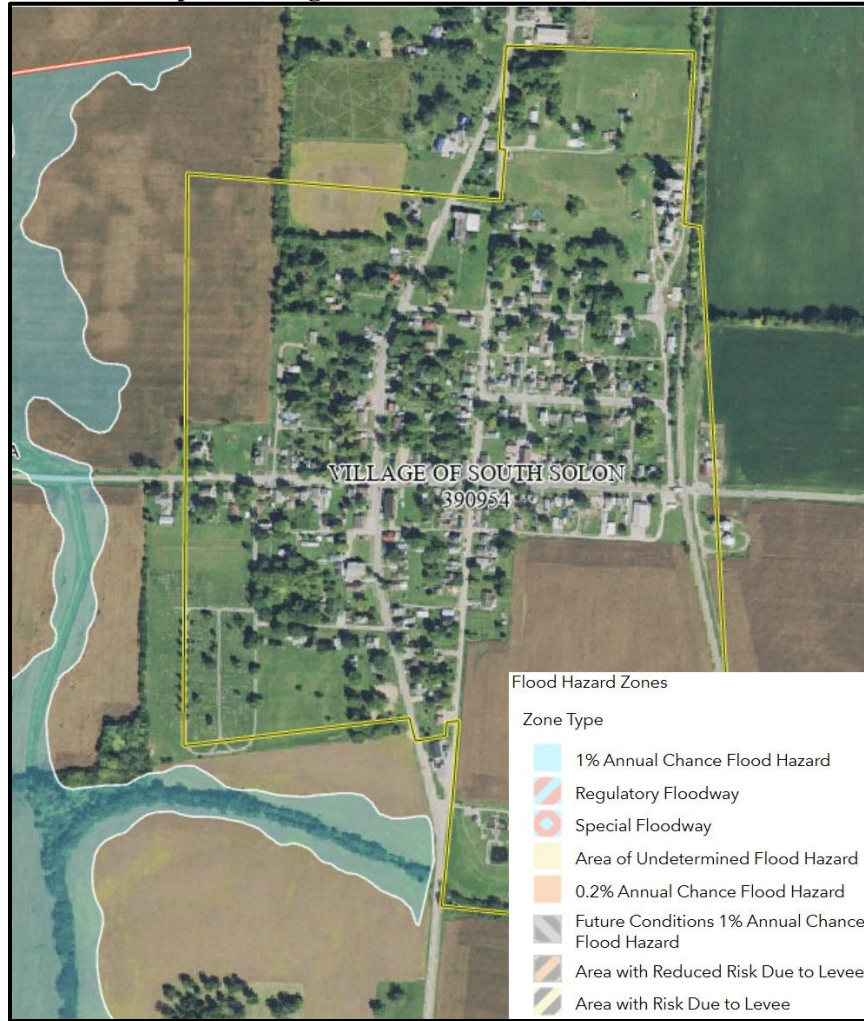 VILLAGE OF SOUTH SOLON
390954
Flood Hazard Zones
Zone Type
1% Annual Chance Flood Hazard
Regulatory Floodway
Special Floodway
Area of Undetermined Flood Hazard
0.2% Annual Chance Flood Hazard
Future Conditions 1% Annual Chance
Flood Hazard
Area with Reduced Risk Due to Levee
Area with Risk Due to Levee